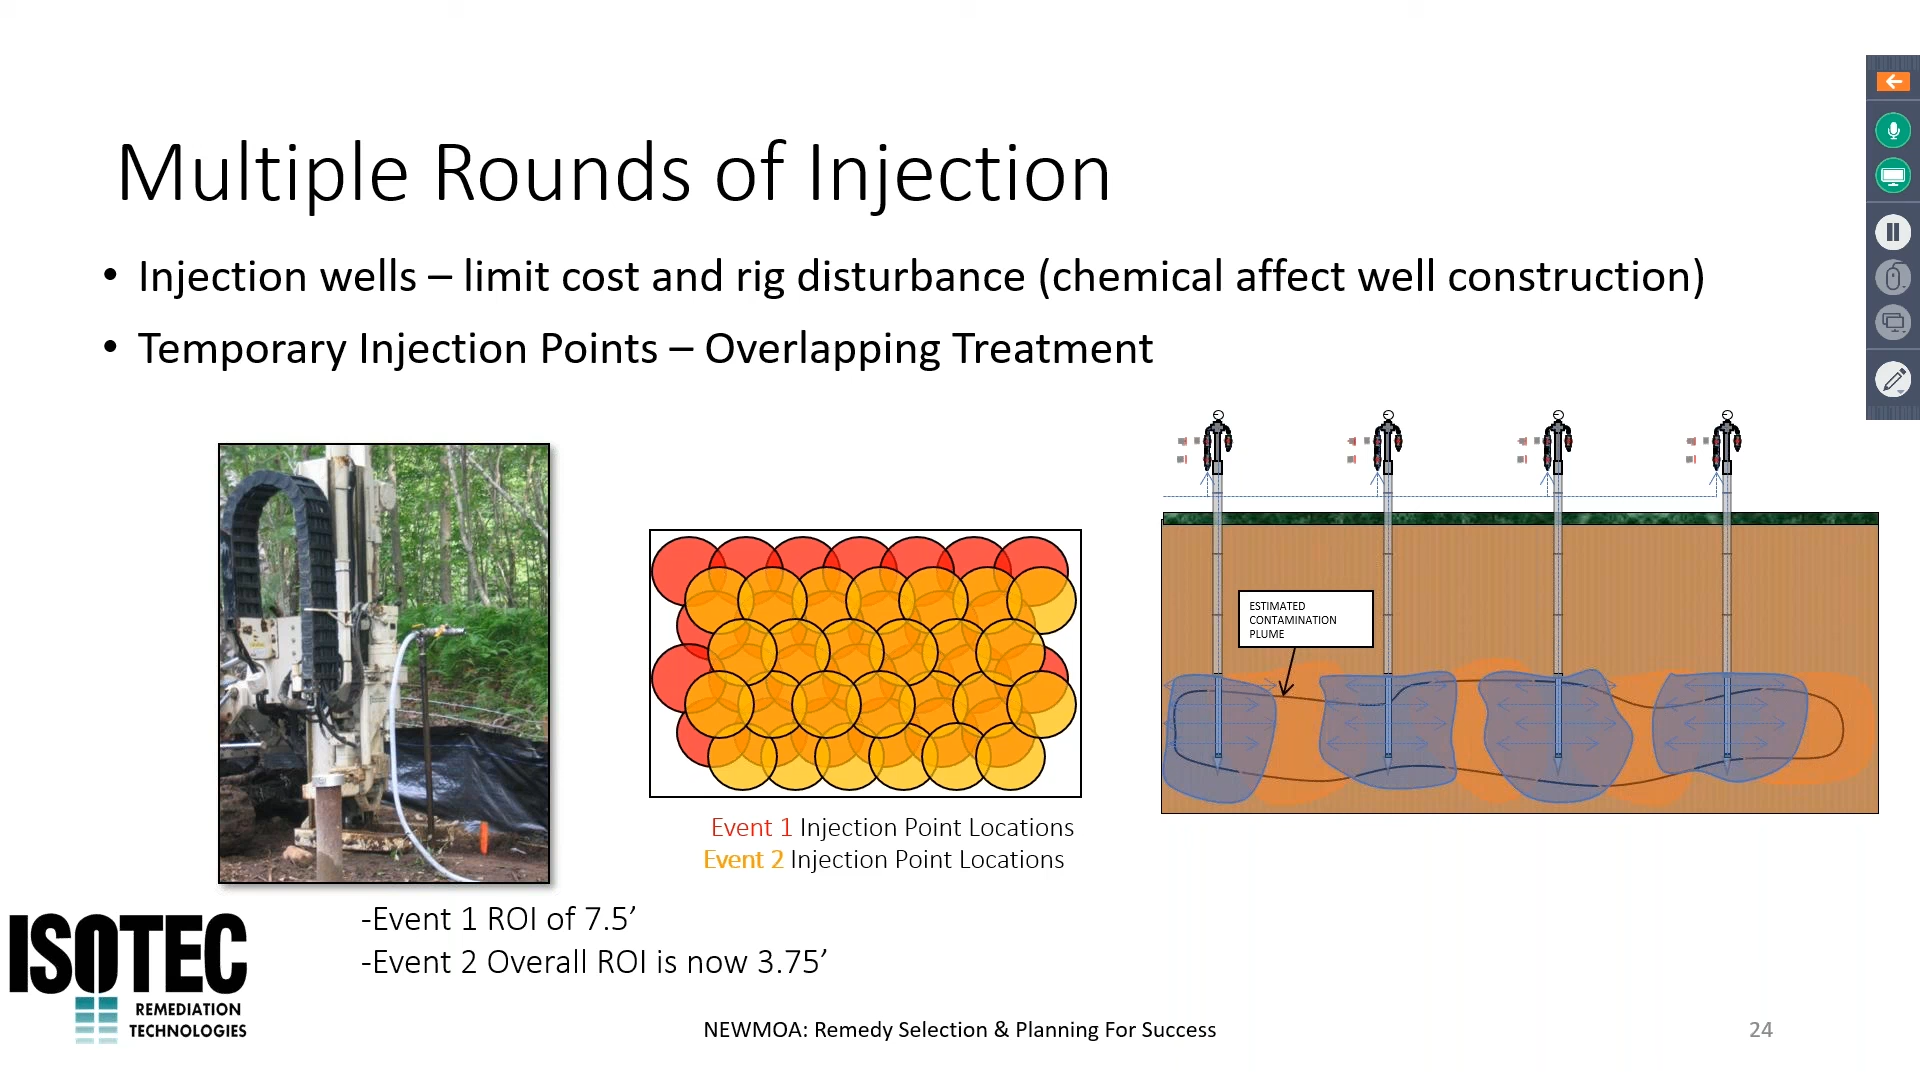 Multiple Rounds of Injection
• Injection wells – limit cost and rig disturbance (chemical affect well construction)
• Temporary Injection Points – Overlapping Treatment
ESTIMATED
CONTAMINATION
PLUME
Event 1 Injection Point Locations
Event 2 Injection Point Locations
-Event 1 ROI of 7.5’
-Event 2 Overall ROI is now 3.75’
ISOTEC
REMEDIATION
TECHNOLOGIES
NEWMOA: Remedy Selection & Planning For Success
24